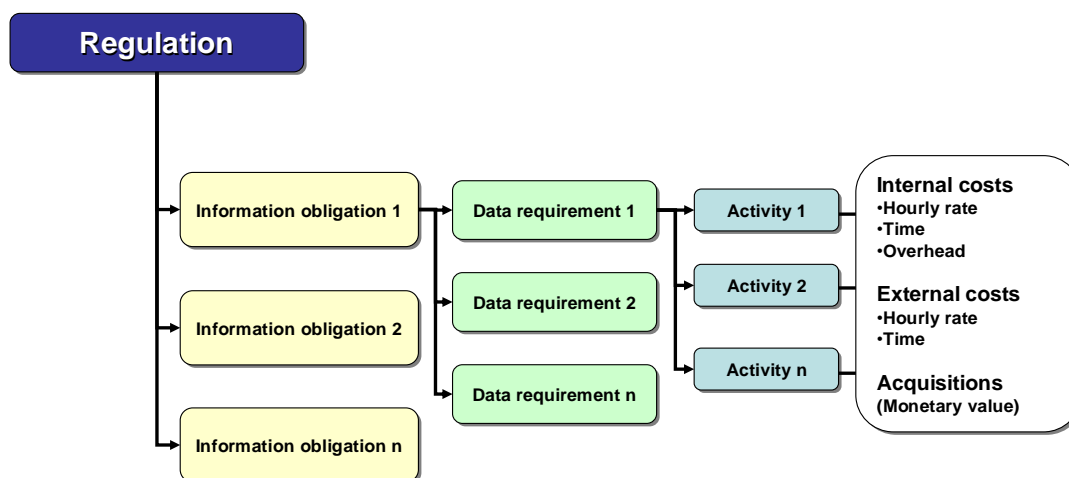 Regulation
Information obligation 1
Information obligation 2
Information obligation n
Data requirement 1
Data requirement 2
Data requirement n
Activity 1
Activity 2
Activity n
Internal costs
•Hourly rate
•Time
•Overhead
External costs
•Hourly rate
•Time
Acquisitions
(Monetary value)